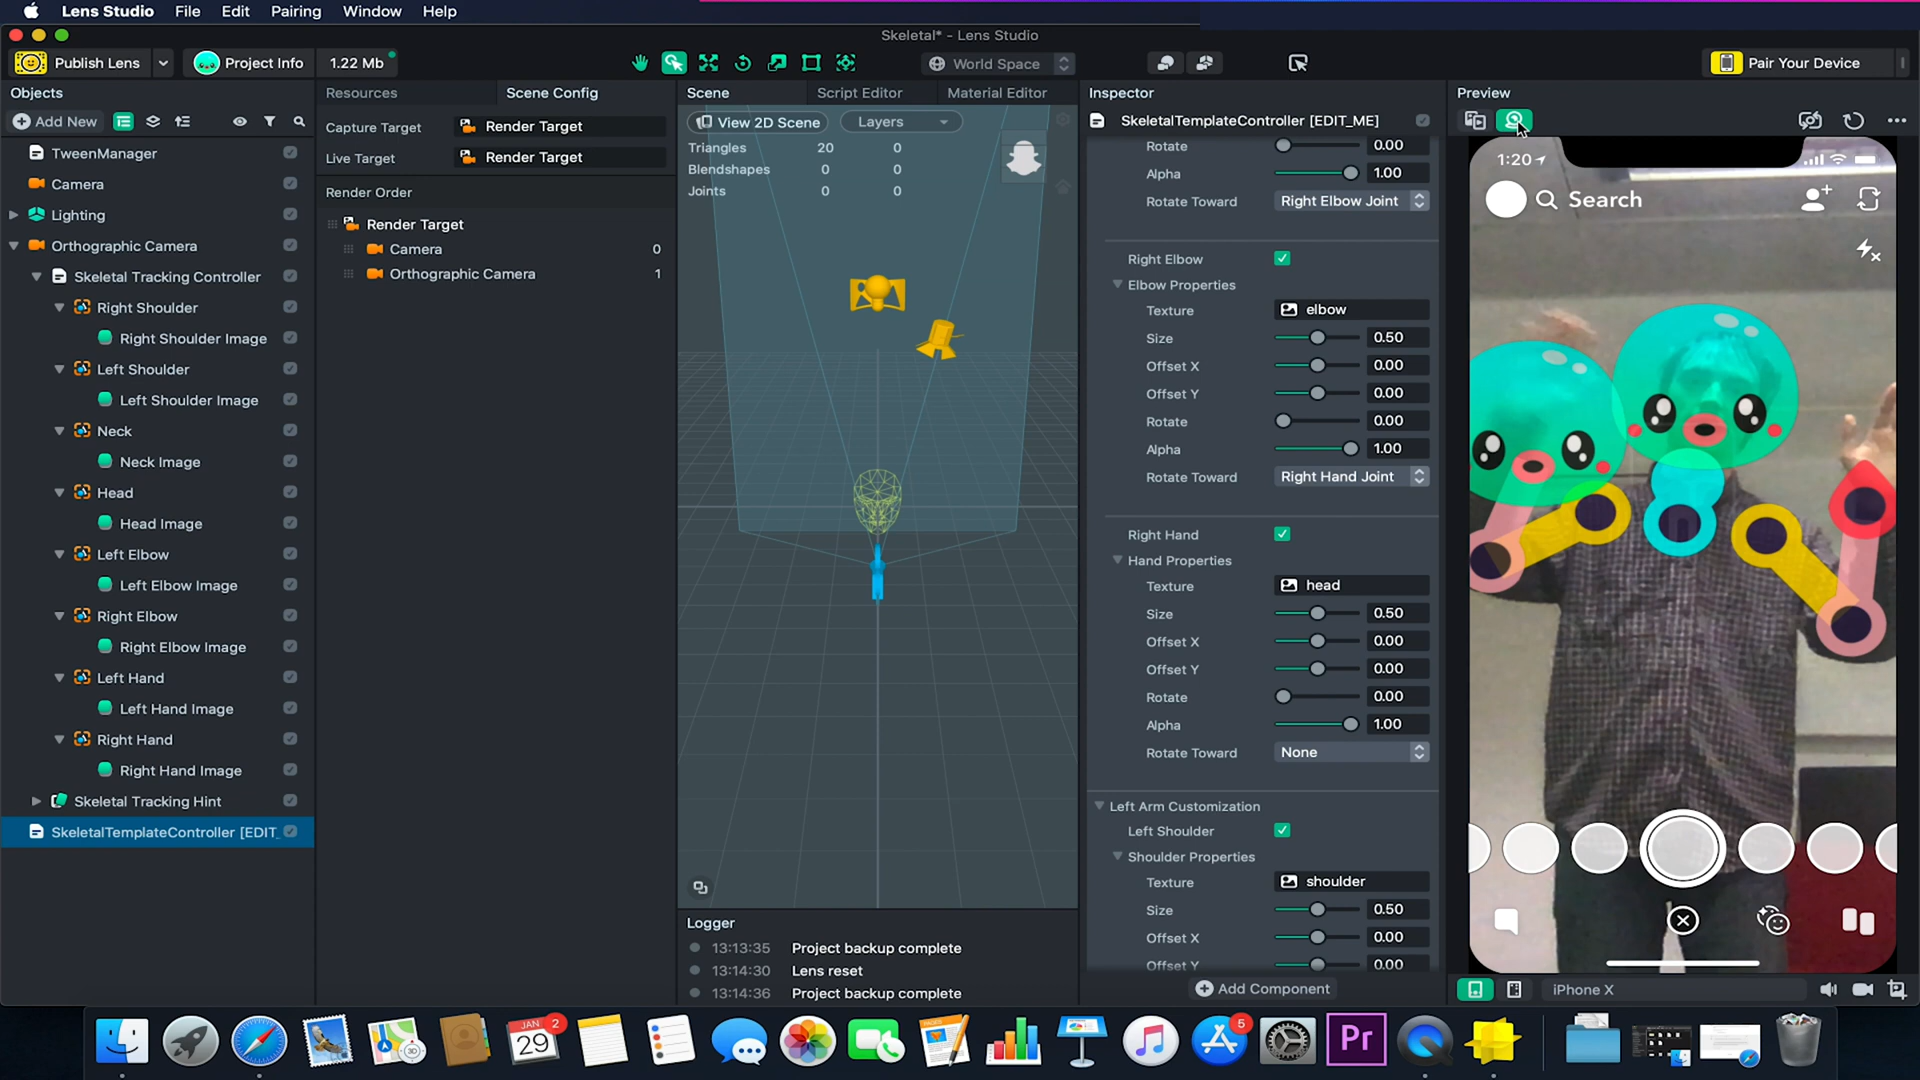 Lens Studio File Edit Pairing Window Help
Skeletal* - Lens Studio
Publish Lens
Project Info
1.22 Mb
World Space
Pair Your Device
Objects
Add New
TweenManager
Camera
Lighting
Orthographic Camera
Skeletal Tracking Controller
Right Shoulder
Right Shoulder Image
Left Shoulder
Left Shoulder Image
Neck
Neck Image
Head
Head Image
Left Elbow
Left Elbow Image
Right Elbow
Right Elbow Image
Left Hand
Left Hand Image
Right Hand
Right Hand Image
Skeletal Tracking Hint
SkeletalTemplateController [EDIT_
Resources Scene Config
Capture Target Render Target
Live Target Render Target
Render Order
Render Target
Camera 0
Orthographic Camera 1
Scene Script Editor Material Editor
View 2D Scene Layers
Triangles 20 0
Blendshapes 0 0
Joints 0 0
Logger
13:13:35 Project backup complete
13:14:30 Lens reset
13:14:36 Project backup complete
Inspector
SkeletalTemplateController [EDIT_ME]
Rotate 0.00
Alpha 1.00
Rotate Toward Right Elbow Joint
Right Elbow
Elbow Properties
Texture elbow
Size 0.50
Offset X 0.00
Offset Y 0.00
Rotate 0.00
Alpha 1.00
Rotate Toward Right Hand Joint
Right Hand
Hand Properties
Texture head
Size 0.50
Offset X 0.00
Offset Y 0.00
Rotate 0.00
Alpha 1.00
Rotate Toward None
Left Arm Customization
Left Shoulder
Shoulder Properties
Texture shoulder
Size 0.50
Offset X 0.00
Offset Y 0.00
Add Component
Preview
1:20
Search
iPhone X
JAN 2
29
3D
5
Pr